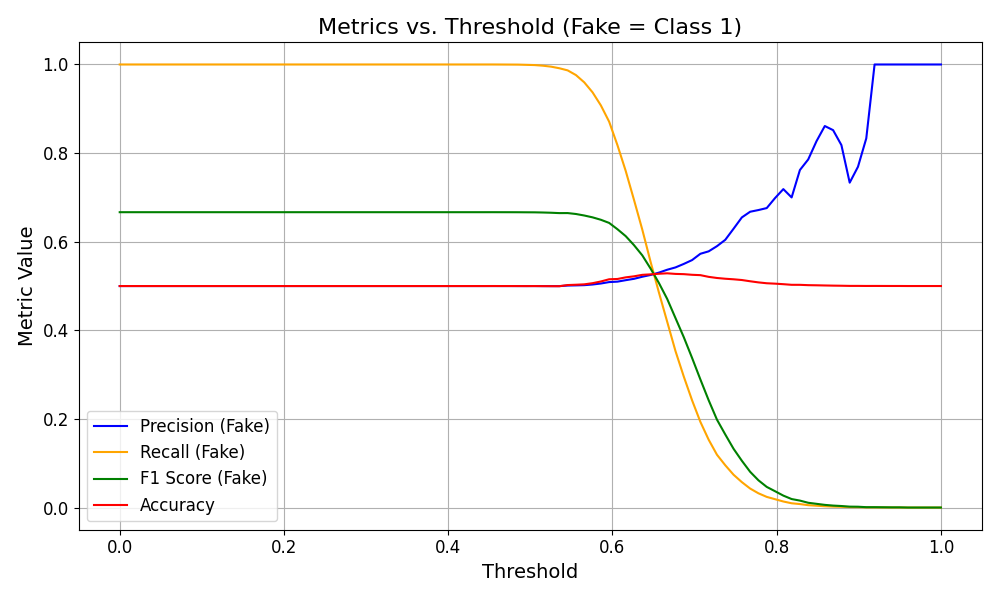 Metrics vs. Threshold (Fake = Class 1)
Metric Value
1.0
0.8
0.6
0.4
0.2
0.0
Precision (Fake)
Recall (Fake)
F1 Score (Fake)
Accuracy
0.0 0.2 0.4 0.6 0.8 1.0
Threshold